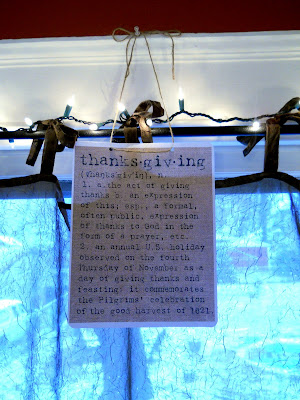 thanks·giv·ing
(thanks'giv'in), n.
1. a.the act of giving
thanks b. an expression
of this; esp., a formal,
often public, expression
of thanks to God in the
form of a prayer, etc.
2. an annual U.S. holiday
observed on the fourth
Thursday of November as a
day of giving thanks and
feasting: it commemorates
the Pilgrims' celebration
of the good harvest of 1621.